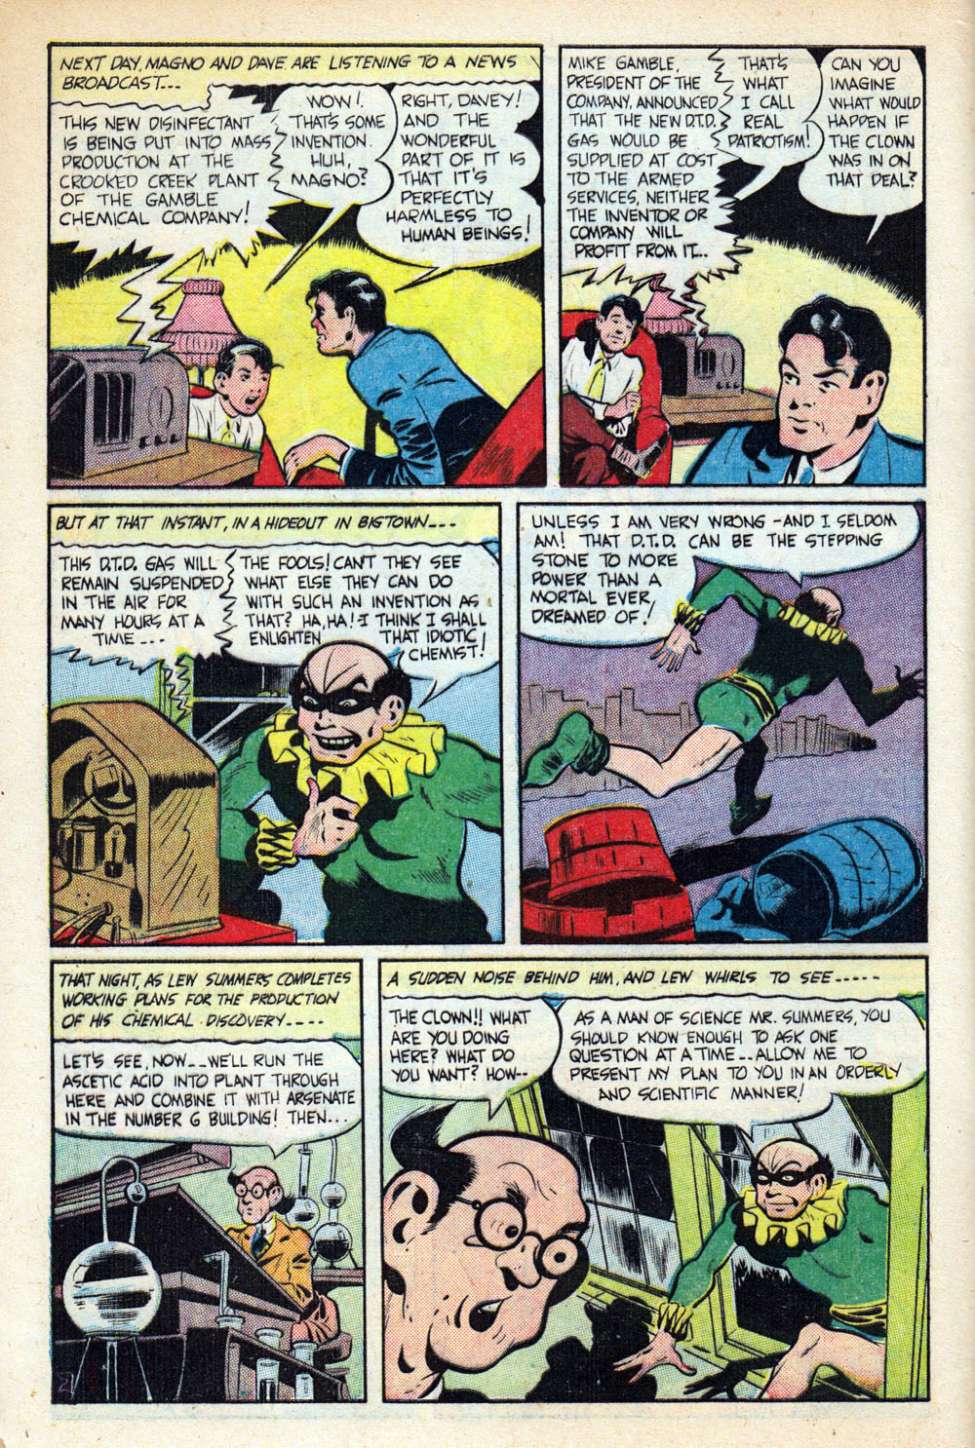 NEXT DAY, MAGNO AND DAVE ARE LISTENING TO A NEWS
BROADCAST...
THIS NEW DISINFECTANT
IS BEING PUT INTO MASS
PRODUCTION AT THE
CROOKED CREEK PLANT
OF THE GAMBLE
CHEMICAL COMPANY!
WOW!
THAT'S SOME
INVENTION.
HUH,
MAGNO?
RIGHT, DAVEY!
AND THE
WONDERFUL
PART OF IT IS
THAT IT'S
PERFECTLY
HARMLESS TO
HUMAN BEINGS!
MIKE GAMBLE,
PRESIDENT OF THE
COMPANY, ANNOUNCED
THAT THE NEW D.T.D.
GAS WOULD BE
SUPPLIED AT COST
TO THE ARMED
SERVICES, NEITHER
THE INVENTOR OR
COMPANY WILL
PROFIT FROM IT..
THAT'S
WHAT
I CALL
REAL
PATRIOTISM!
CAN YOU
IMAGINE
WHAT WOULD
HAPPEN IF
THE CLOWN
WAS IN ON
THAT DEAL?
BUT AT THAT INSTANT, IN A HIDEOUT IN BIGTOWN---
THIS D.T.D. GAS WILL
REMAIN SUSPENDED
IN THE AIR FOR
MANY HOURS AT A
TIME---
THE FOOLS! CAN'T THEY SEE
WHAT ELSE THEY CAN DO
WITH SUCH AN INVENTION AS
THAT? HA, HA! -I THINK I SHALL
ENLIGHTEN THAT IDIOTIC
CHEMIST!
UNLESS I AM VERY WRONG -AND I SELDOM
AM! THAT D.T.D. CAN BE THE STEPPING
STONE TO MORE
POWER THAN A
MORTAL EVER,
DREAMED OF!
THAT NIGHT, AS LEW SUMMERS COMPLETES
WORKING PLANS FOR THE PRODUCTION
OF HIS CHEMICAL DISCOVERY----
LET'S SEE, NOW--WE'LL RUN THE
ASCETIC ACID INTO PLANT THROUGH
HERE AND COMBINE IT WITH ARSENATE
IN THE NUMBER 6 BUILDING! THEN...
2
A SUDDEN NOISE BEHIND HIM, AND LEW WHIRLS TO SEE-----
THE CLOWN!! WHAT
ARE YOU DOING
HERE? WHAT DO
YOU WANT? HOW--
AS A MAN OF SCIENCE MR. SUMMERS, YOU
SHOULD KNOW ENOUGH TO ASK ONE
QUESTION AT A TIME--ALLOW ME TO
PRESENT MY PLAN TO YOU IN AN ORDERLY
AND SCIENTIFIC MANNER!